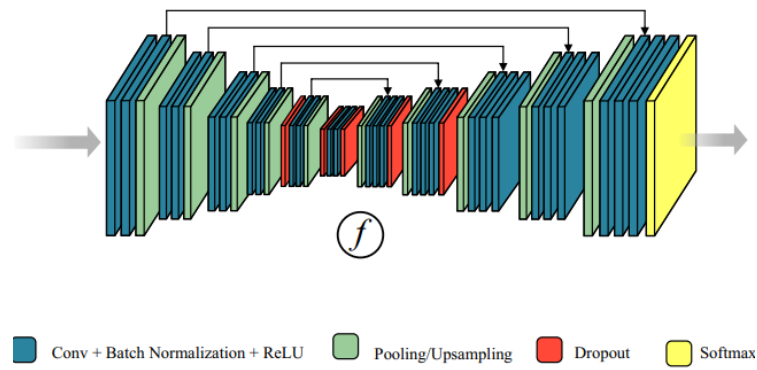 f
Conv + Batch Normalization + ReLU
Pooling/Upsampling
Dropout
Softmax